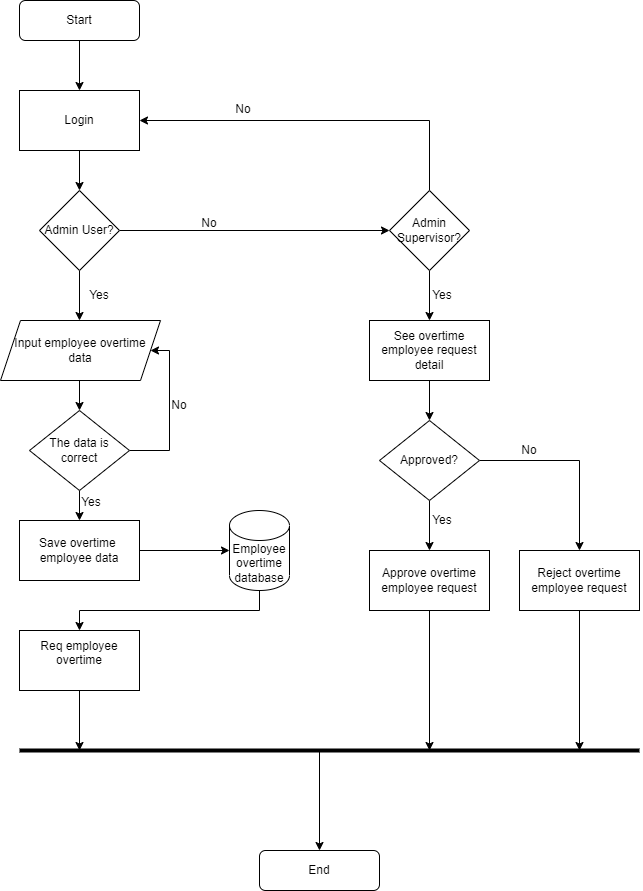 Start
Login
No
Admin User?
No
Admin
Supervisor?
Yes
Yes
Input employee overtime
data
See overtime
employee request
detail
No
The data is
correct
Approved?
No
Yes
Yes
Save overtime
employee data
Employee
overtime
database
Approve overtime
employee request
Reject overtime
employee request
Req employee
overtime
End